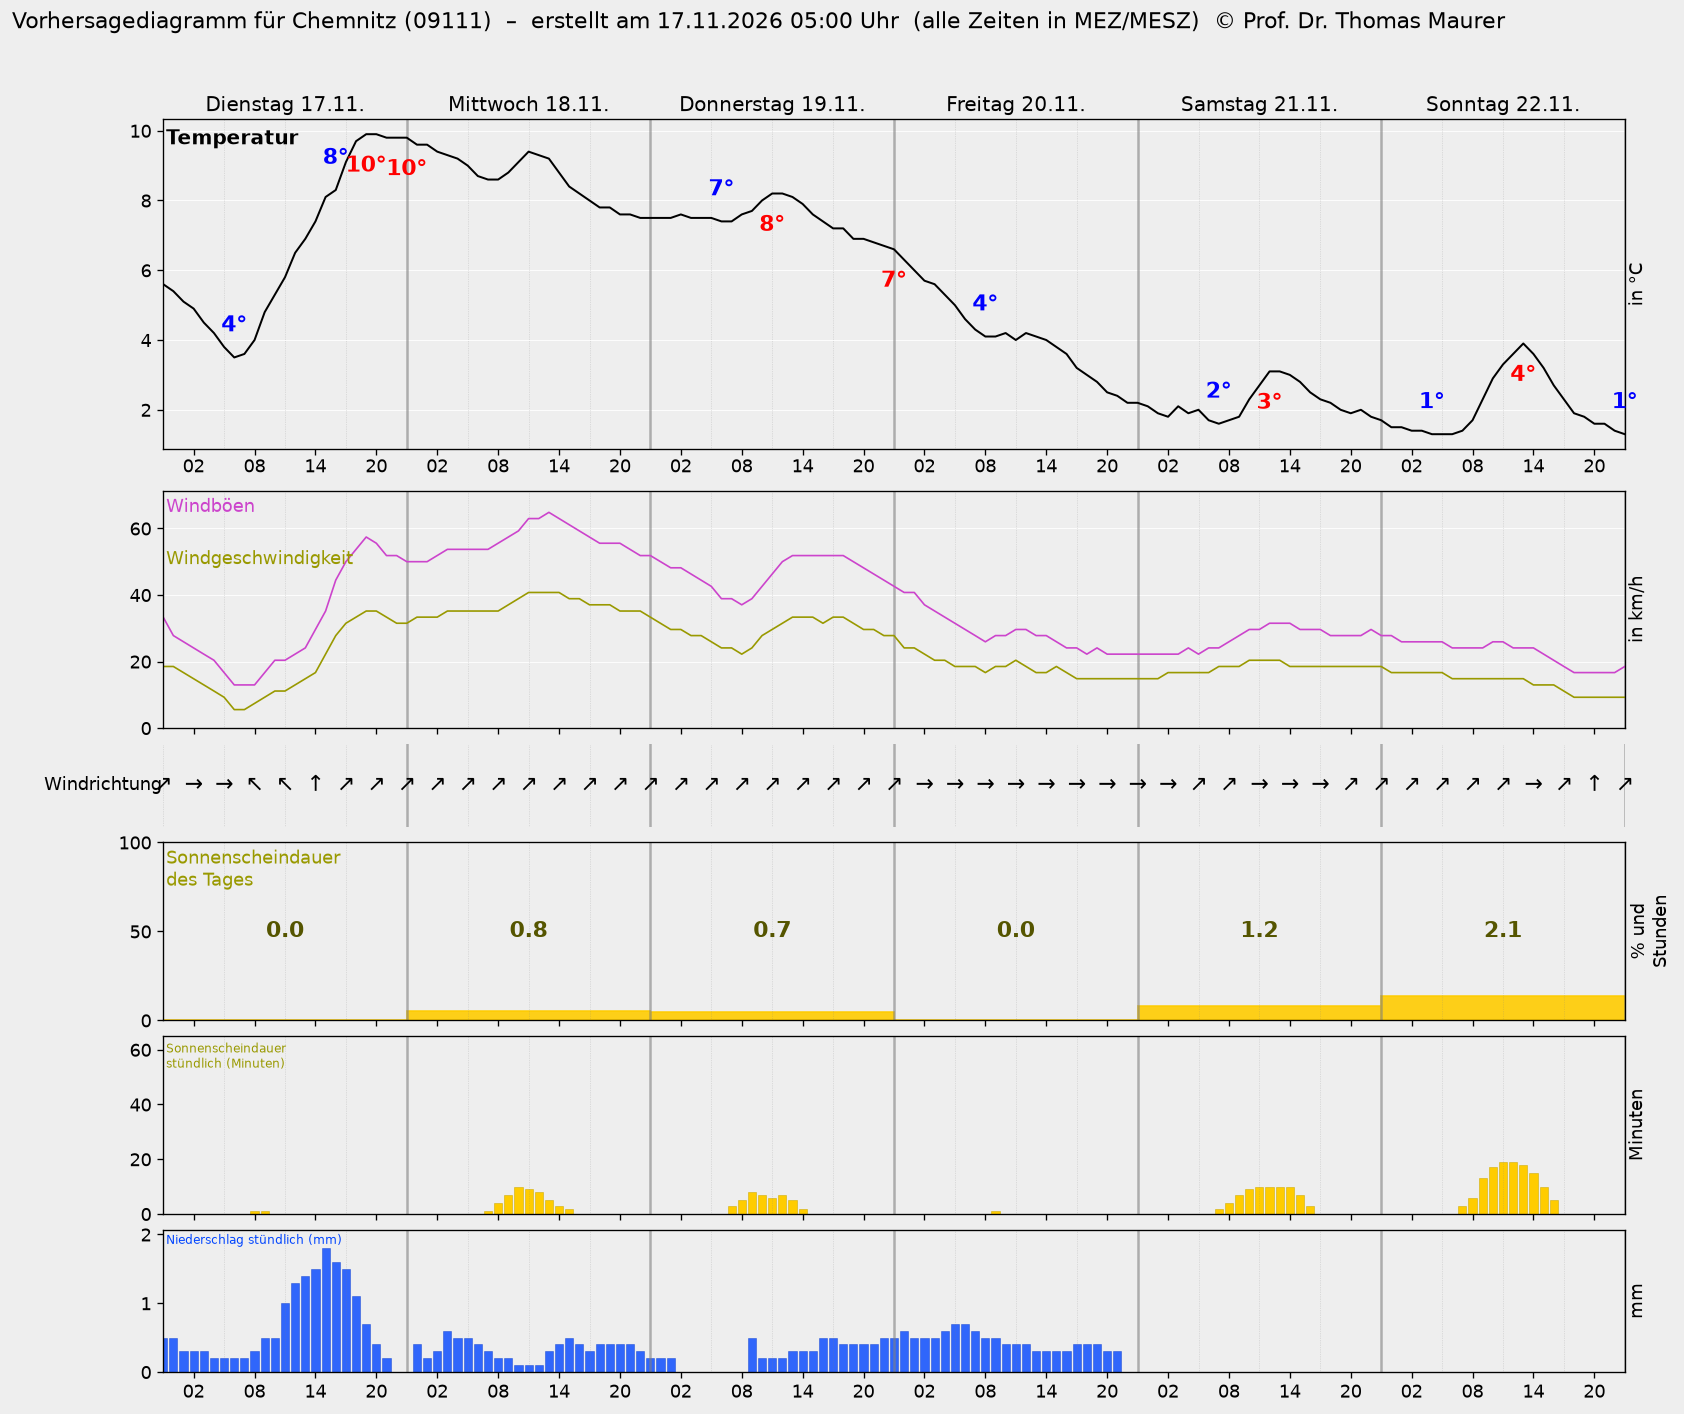 Vorhersagediagramm für Chemnitz (09111)  –  erstellt am 17.11.2026 05:00 Uhr  (alle Zeiten in MEZ/MESZ)  © Prof. Dr. Thomas Maurer
Dienstag 17.11. Mittwoch 18.11. Donnerstag 19.11. Freitag 20.11. Samstag 21.11. Sonntag 22.11.
Temperatur
10
8
6
4
2
4° 8° 10° 10° 7° 8° 7° 4° 2° 3° 1° 4° 1°
in °C
02 08 14 20 02 08 14 20 02 08 14 20 02 08 14 20 02 08 14 20 02 08 14 20
Windböen
Windgeschwindigkeit
60
40
20
0
in km/h
Windrichtung ↗ → → ↖ ↖ ↑ ↗ ↗ ↗ ↗ ↗ ↗ ↗ ↗ ↗ ↗ ↗ ↗ ↗ ↗ ↗ ↗ ↗ ↗ ↗ → → → → → → → → → ↗ ↗ → → → ↗ ↗ ↗ ↗ ↗ ↗ → ↗ ↑ ↗
100
50
0
Sonnenscheindauer
des Tages
0.0 0.8 0.7 0.0 1.2 2.1
% und
Stunden
Sonnenscheindauer
stündlich (Minuten)
60
40
20
0
Minuten
Niederschlag stündlich (mm)
2
1
0
mm
02 08 14 20 02 08 14 20 02 08 14 20 02 08 14 20 02 08 14 20 02 08 14 20